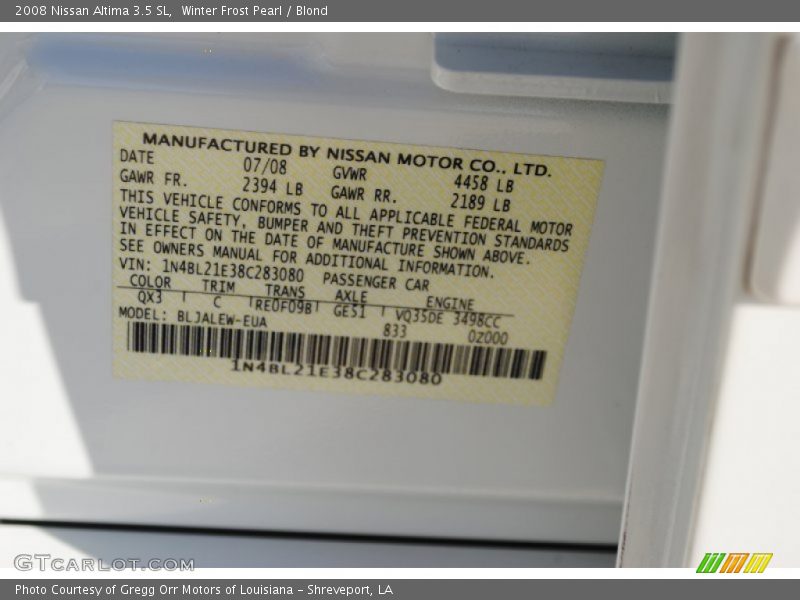 2008 Nissan Altima 3.5 SL,  Winter Frost Pearl / Blond
MANUFACTURED BY NISSAN MOTOR CO., LTD.
DATE 07/08 GVWR 4458 LB
GAWR FR. 2394 LB GAWR RR. 2189 LB
THIS VEHICLE CONFORMS TO ALL APPLICABLE FEDERAL MOTOR
VEHICLE SAFETY, BUMPER AND THEFT PREVENTION STANDARDS
IN EFFECT ON THE DATE OF MANUFACTURE SHOWN ABOVE.
SEE OWNERS MANUAL FOR ADDITIONAL INFORMATION.
VIN: 1N4BL21E38C283080 PASSENGER CAR
COLOR TRIM TRANS AXLE ENGINE
QX3 C RE0F09B GE51 VQ35DE 3498CC
MODEL: BLJALEW-EUA 833 0Z000
1N4BL21E38C283080
GTCARLOT.COM
Photo Courtesy of Gregg Orr Motors of Louisiana - Shreveport, LA